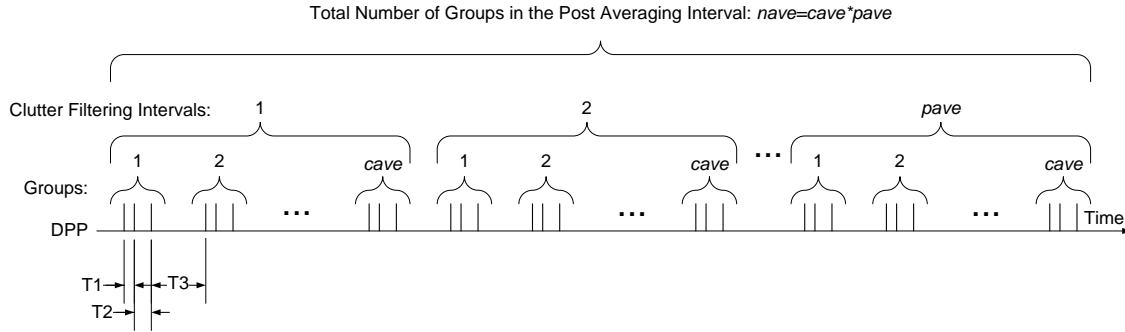 Total Number of Groups in the Post Averaging Interval: nave=cave*pave
Clutter Filtering Intervals: 1 2 ... pave
Groups: 1 2 cave 1 2 cave 1 2 cave
... ... ...
DPP Time
T1 T3
T2